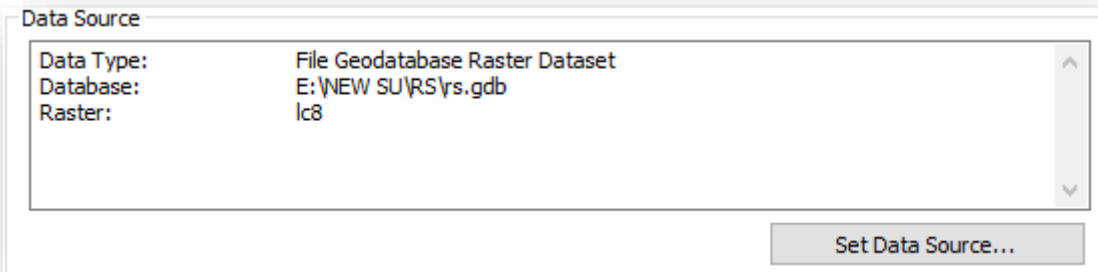 Data Source
Data Type: File Geodatabase Raster Dataset
Database: E:\NEW SU\RS\rs.gdb
Raster: lc8
Set Data Source...